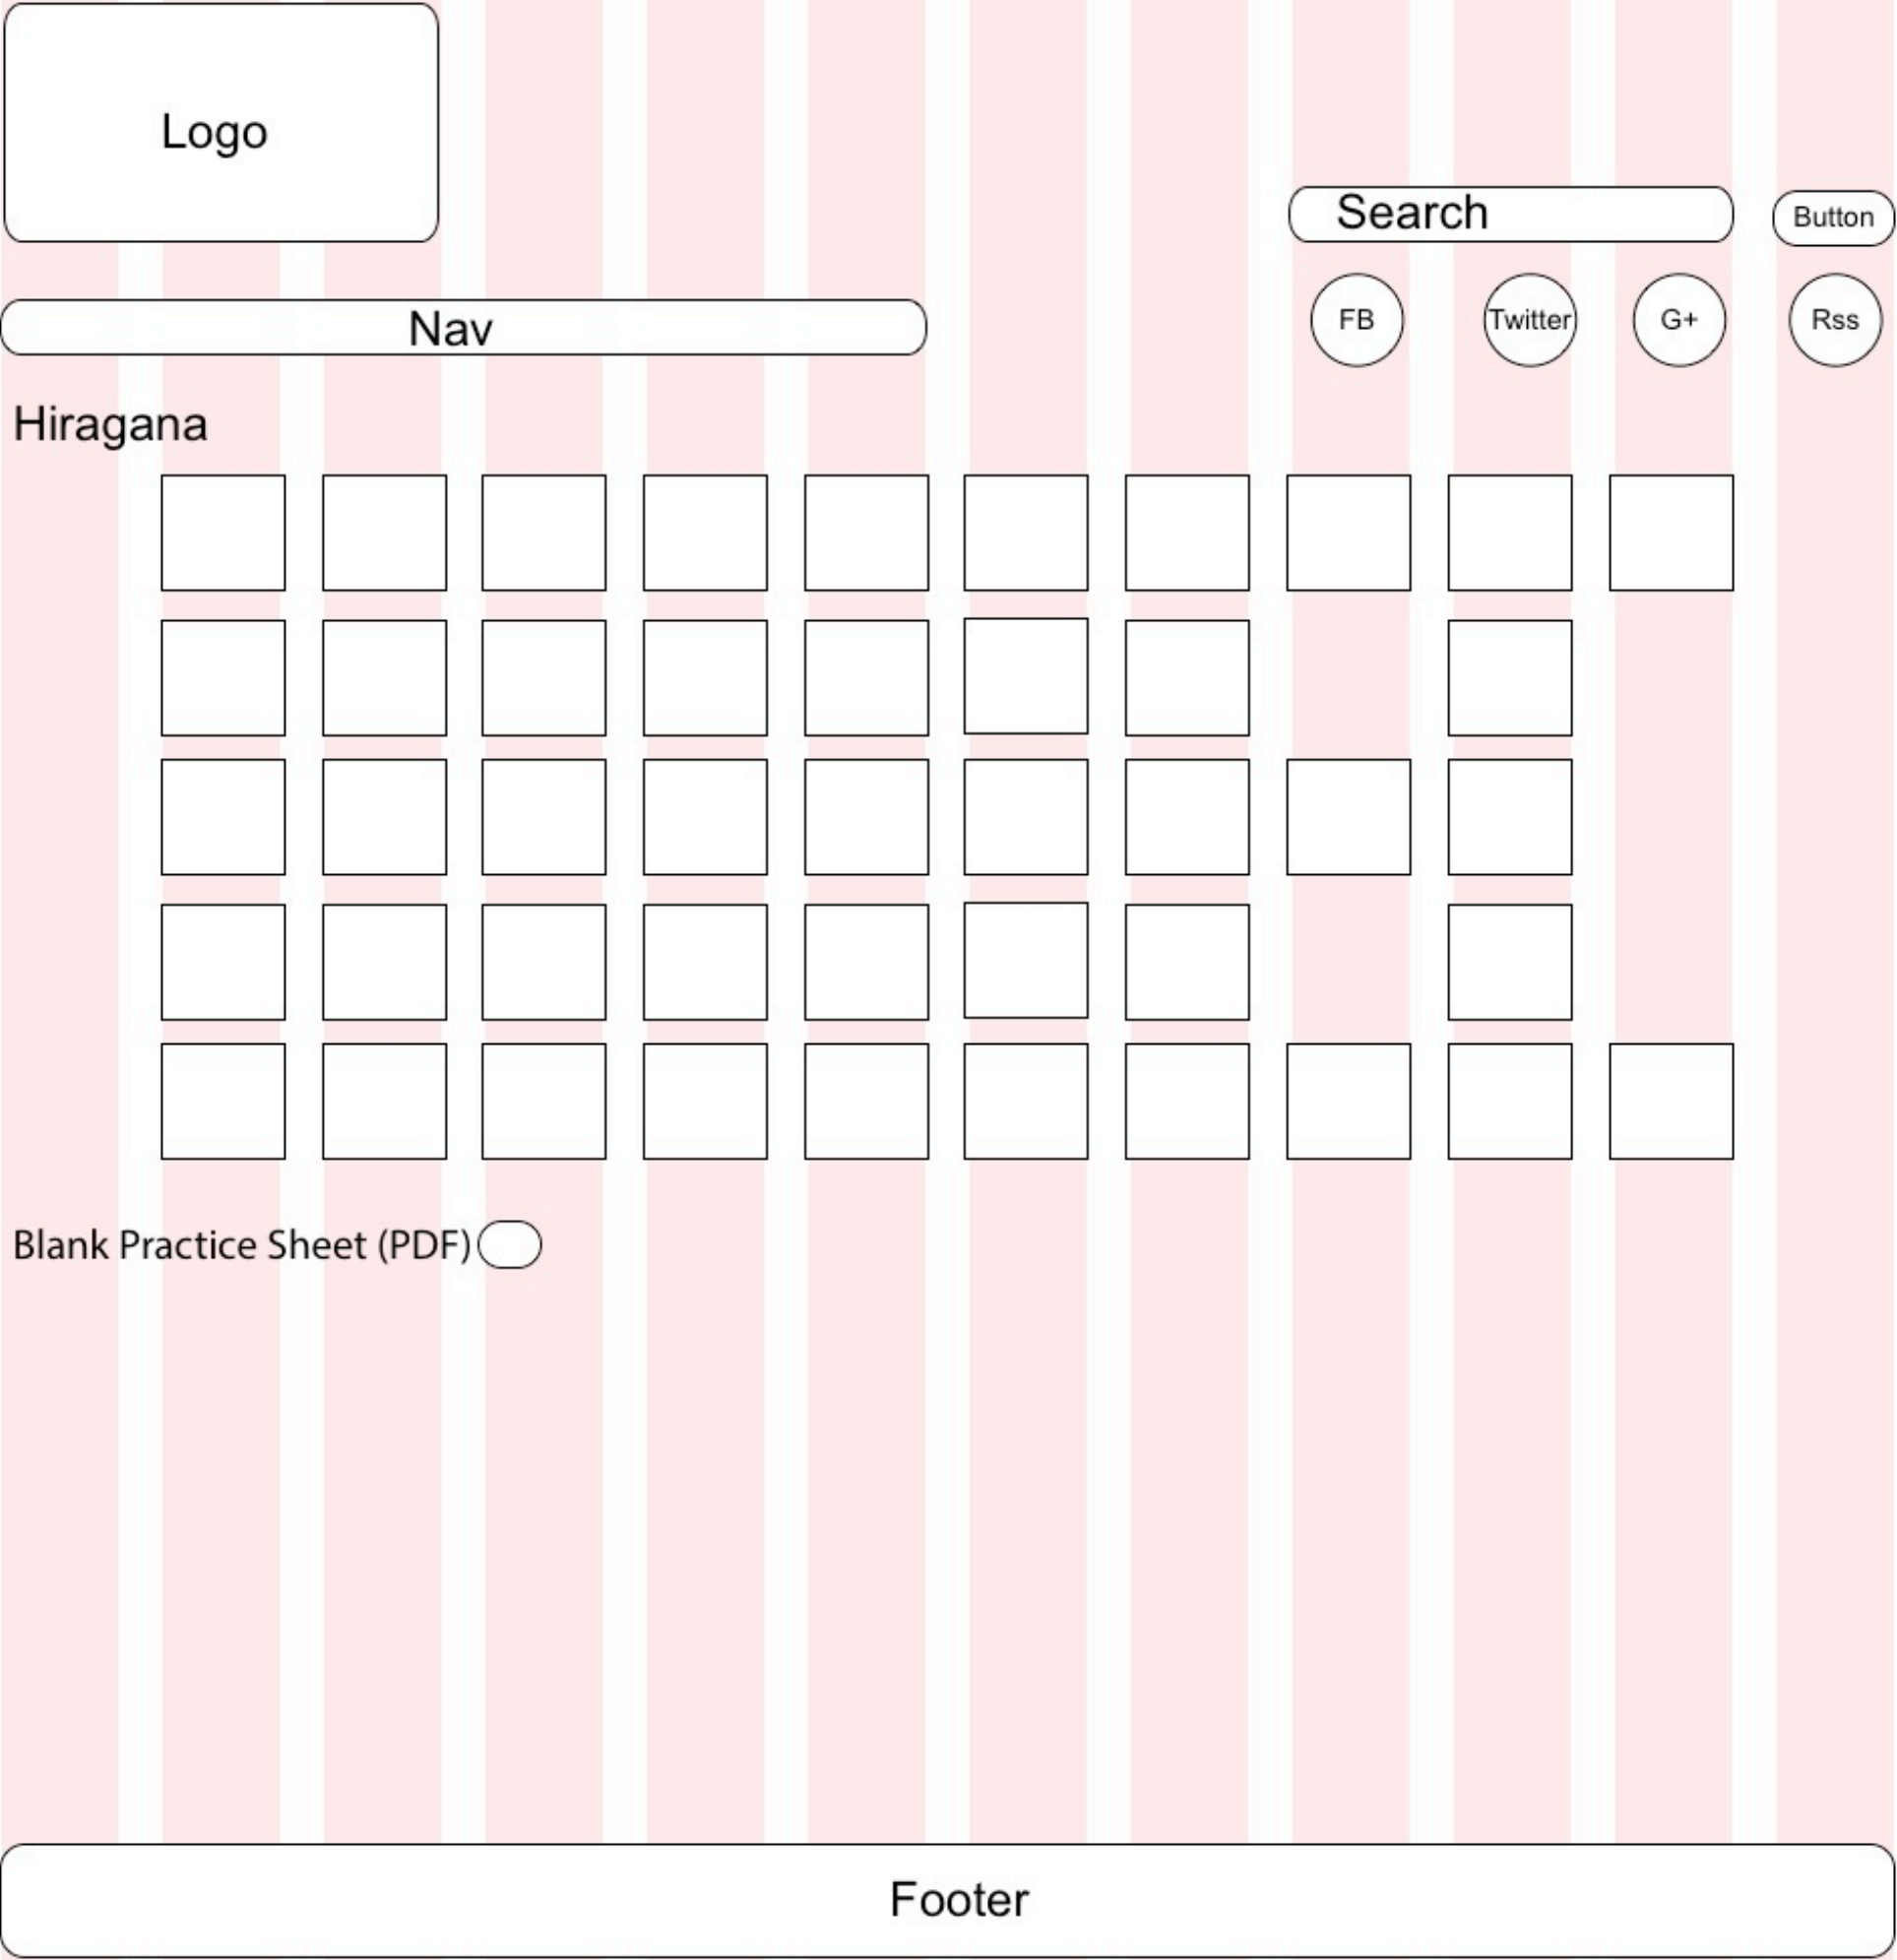 Logo
Search
Button
Nav
FB
Twitter
G+
Rss
Hiragana
Blank Practice Sheet (PDF)
Footer